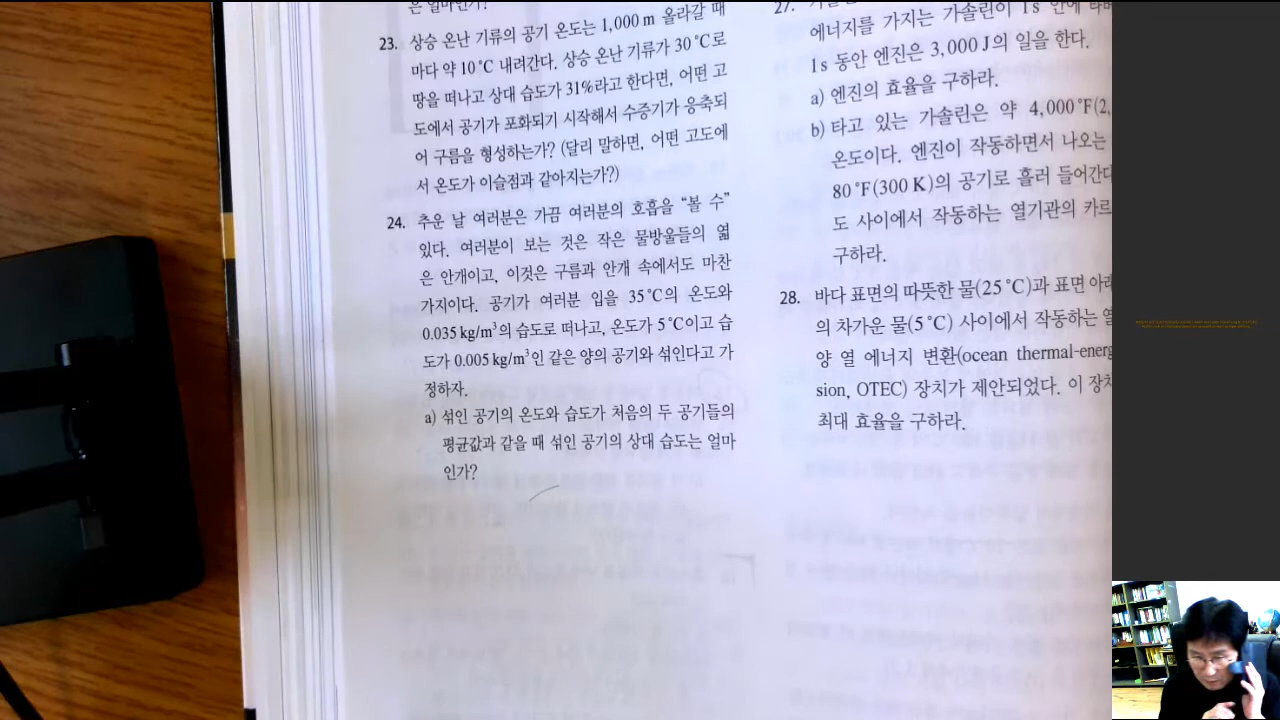 은 얼마인가?
23. 상승 온난 기류의 공기 온도는 1,000 m 올라갈 때
마다 약 10 °C 내려간다. 상승 온난 기류가 30 °C로
땅을 떠나고 상대 습도가 31%라고 한다면, 어떤 고
도에서 공기가 포화되기 시작해서 수증기가 응축되
어 구름을 형성하는가? (달리 말하면, 어떤 고도에
서 온도가 이슬점과 같아지는가?)
24. 추운 날 여러분은 가끔 여러분의 호흡을 “볼 수”
있다. 여러분이 보는 것은 작은 물방울들의 엷
은 안개이고, 이것은 구름과 안개 속에서도 마찬
가지이다. 공기가 여러분 입을 35 °C의 온도와
0.035 kg/m³의 습도로 떠나고, 온도가 5 °C이고 습
도가 0.005 kg/m³인 같은 양의 공기와 섞인다고 가
정하자.
a) 섞인 공기의 온도와 습도가 처음의 두 공기들의
평균값과 같을 때 섞인 공기의 상대 습도는 얼마
인가?
27.
에너지를 가지는 가솔린이 1 s 안에
1 s 동안 엔진은 3,000 J의 일을 한다.
a) 엔진의 효율을 구하라.
b) 타고 있는 가솔린은 약 4,000 °F(2,
온도이다. 엔진이 작동하면서 나오는
80 °F(300 K)의 공기로 흘러 들어간다
도 사이에서 작동하는 열기관의 카르
구하라.
28. 바다 표면의 따뜻한 물(25 °C)과 표면 아래
의 차가운 물(5 °C) 사이에서 작동하는
양 열 에너지 변환(ocean thermal-energ
sion, OTEC) 장치가 제안되었다. 이 장치
최대 효율을 구하라.